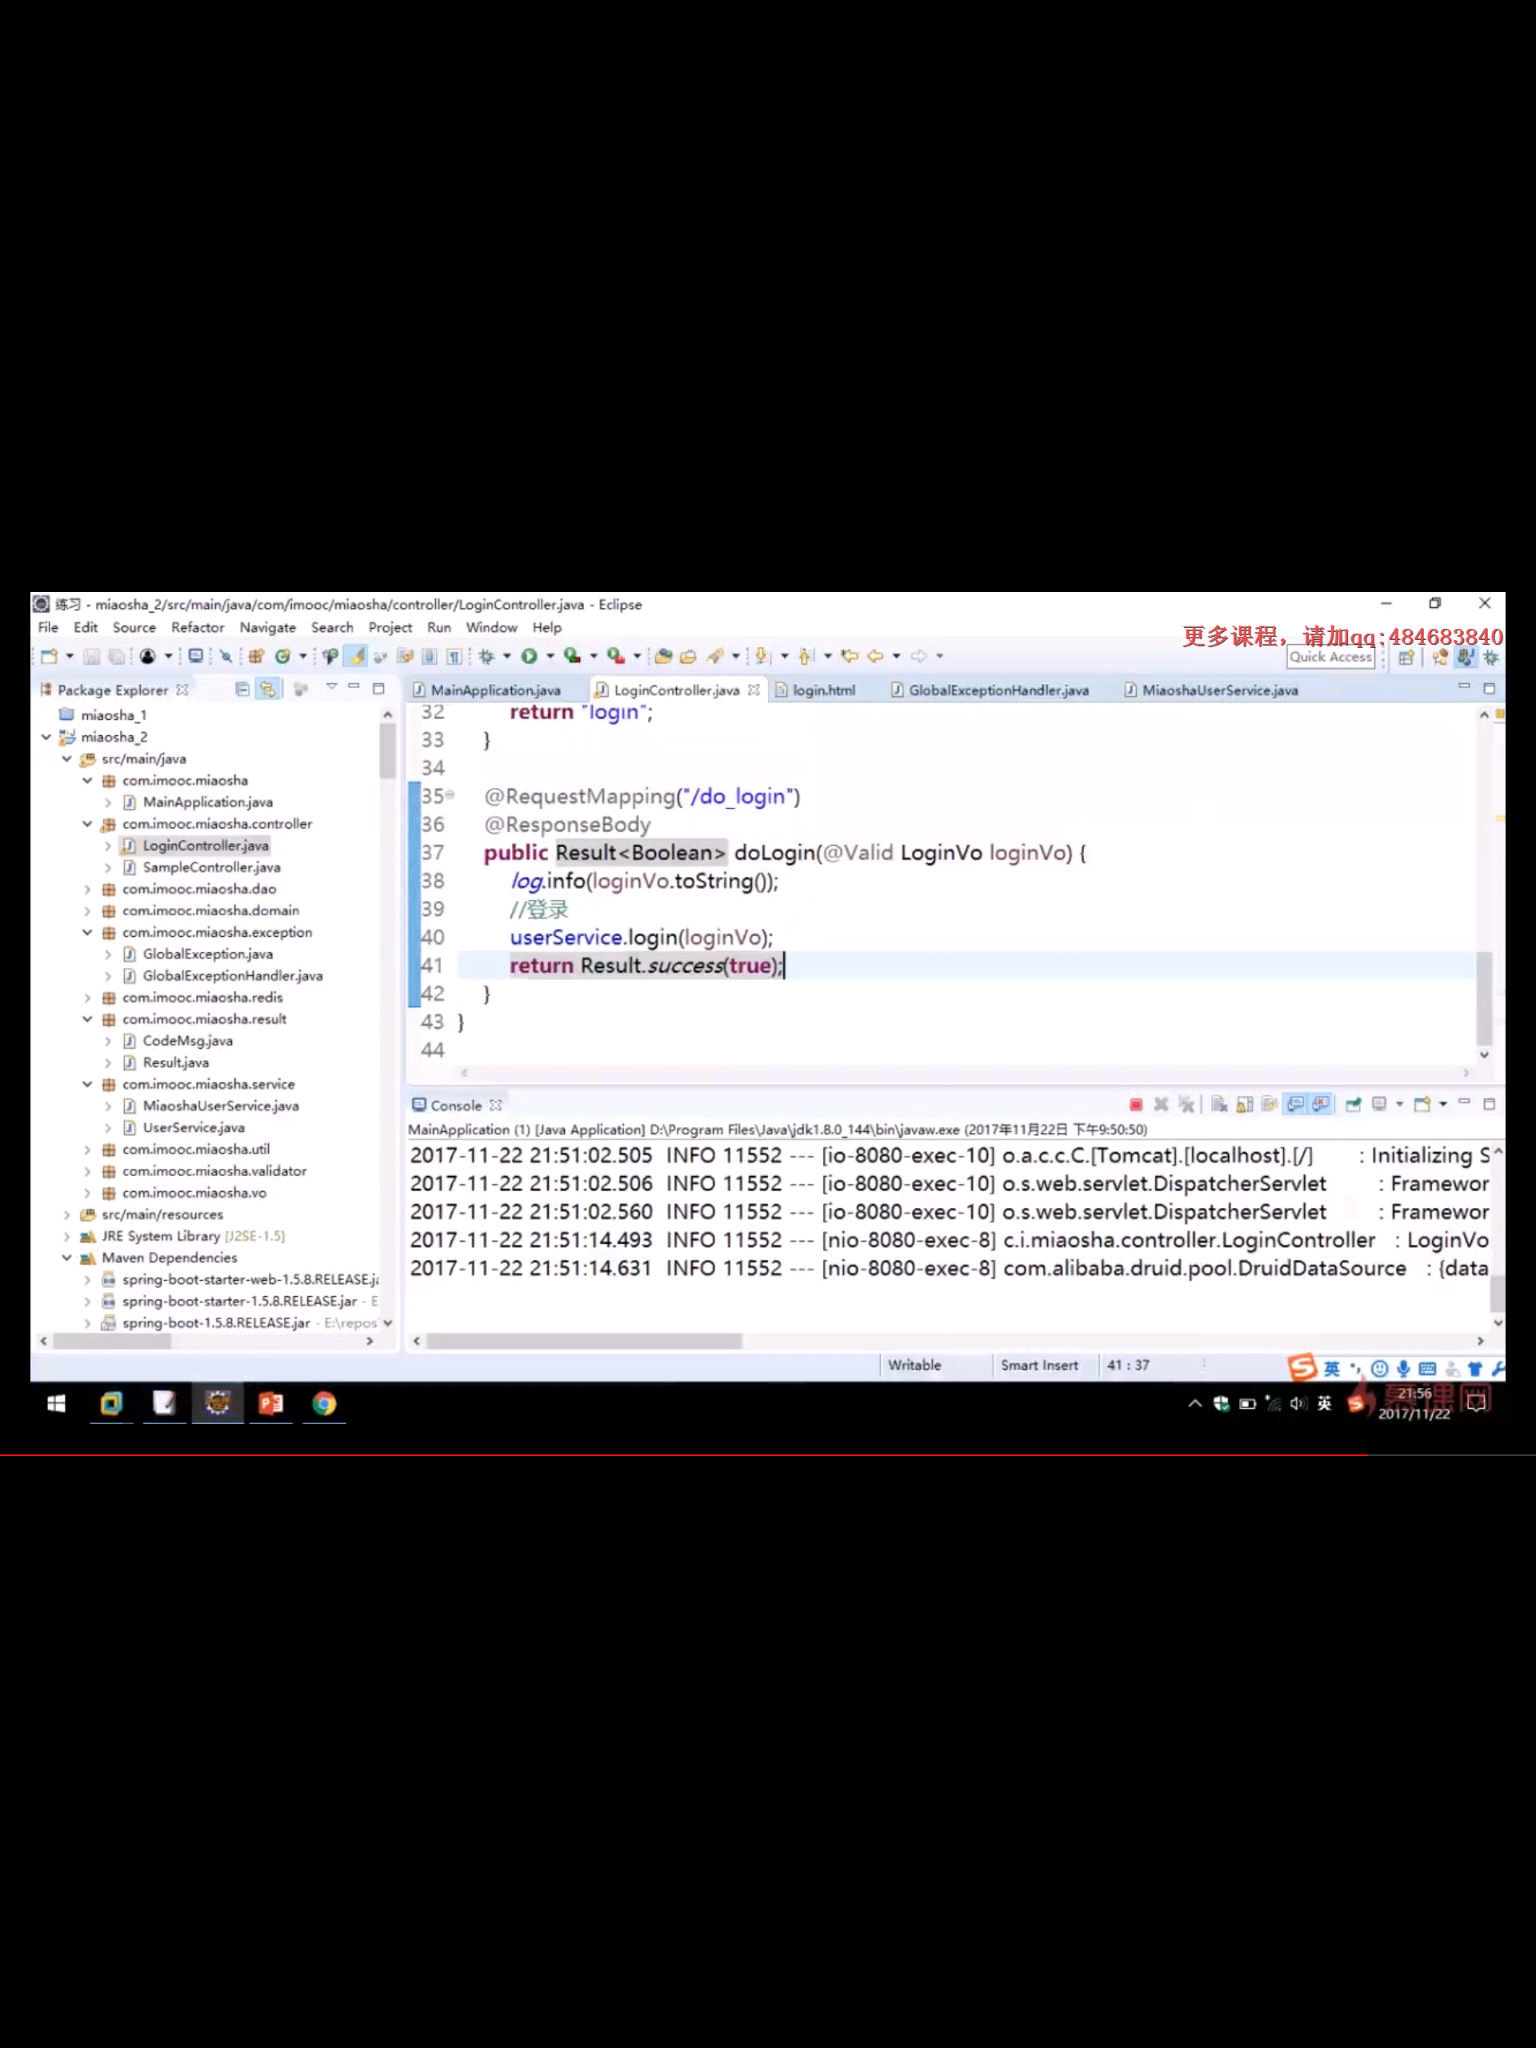 练习 - miaosha_2/src/main/java/com/imooc/miaosha/controller/LoginController.java - Eclipse
File Edit Source Refactor Navigate Search Project Run Window Help
更多课程，请加qq:484683840
Quick Access
Package Explorer
miaosha_1
miaosha_2
src/main/java
com.imooc.miaosha
MainApplication.java
com.imooc.miaosha.controller
LoginController.java
SampleController.java
com.imooc.miaosha.dao
com.imooc.miaosha.domain
com.imooc.miaosha.exception
GlobalException.java
GlobalExceptionHandler.java
com.imooc.miaosha.redis
com.imooc.miaosha.result
CodeMsg.java
Result.java
com.imooc.miaosha.service
MiaoshaUserService.java
UserService.java
com.imooc.miaosha.util
com.imooc.miaosha.validator
com.imooc.miaosha.vo
src/main/resources
JRE System Library [J2SE-1.5]
Maven Dependencies
spring-boot-starter-web-1.5.8.RELEASE.ja
spring-boot-starter-1.5.8.RELEASE.jar - E
spring-boot-1.5.8.RELEASE.jar - E:\repos
MainApplication.java LoginController.java login.html GlobalExceptionHandler.java MiaoshaUserService.java
32 return "login";
33 }
34
35 @RequestMapping("/do_login")
36 @ResponseBody
37 public Result<Boolean> doLogin(@Valid LoginVo loginVo) {
38 log.info(loginVo.toString());
39 //登录
40 userService.login(loginVo);
41 return Result.success(true);
42 }
43 }
44
Console
MainApplication (1) [Java Application] D:\Program Files\Java\jdk1.8.0_144\bin\javaw.exe (2017年11月22日 下午9:50:50)
2017-11-22 21:51:02.505 INFO 11552 --- [io-8080-exec-10] o.a.c.c.C.[Tomcat].[localhost].[/] : Initializing S
2017-11-22 21:51:02.506 INFO 11552 --- [io-8080-exec-10] o.s.web.servlet.DispatcherServlet : Framewor
2017-11-22 21:51:02.560 INFO 11552 --- [io-8080-exec-10] o.s.web.servlet.DispatcherServlet : Framewor
2017-11-22 21:51:14.493 INFO 11552 --- [nio-8080-exec-8] c.i.miaosha.controller.LoginController : LoginVo
2017-11-22 21:51:14.631 INFO 11552 --- [nio-8080-exec-8] com.alibaba.druid.pool.DruidDataSource : {data
Writable Smart Insert 41 : 37
英
英
21:56
2017/11/22
慕课网